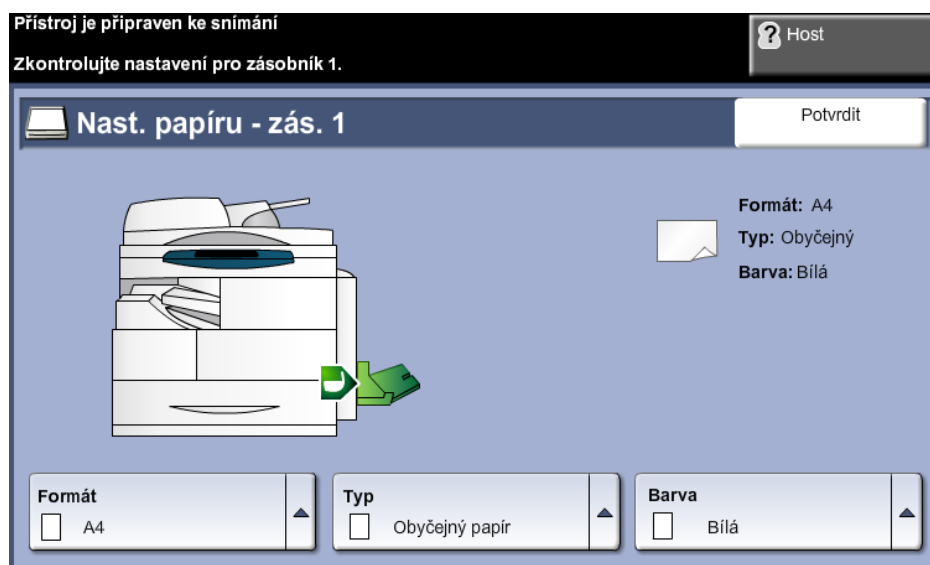 Přístroj je připraven ke snímání
Zkontrolujte nastavení pro zásobník 1.
? Host
Nast. papíru - zás. 1
Potvrdit
Formát: A4
Typ: Obyčejný
Barva: Bílá
Formát
A4
Typ
Obyčejný papír
Barva
Bílá